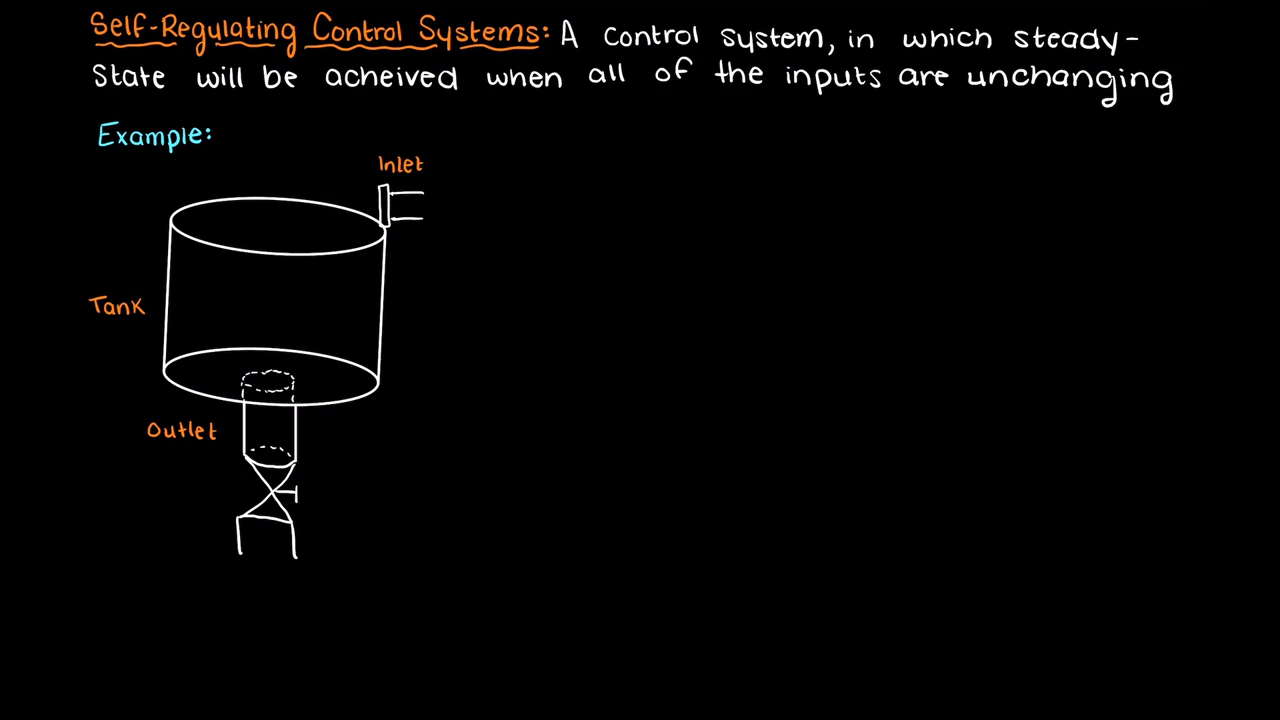 Self-Regulating Control Systems: A control system, in which steady-
State will be acheived when all of the inputs are unchanging
Example:
Inlet
Tank
Outlet